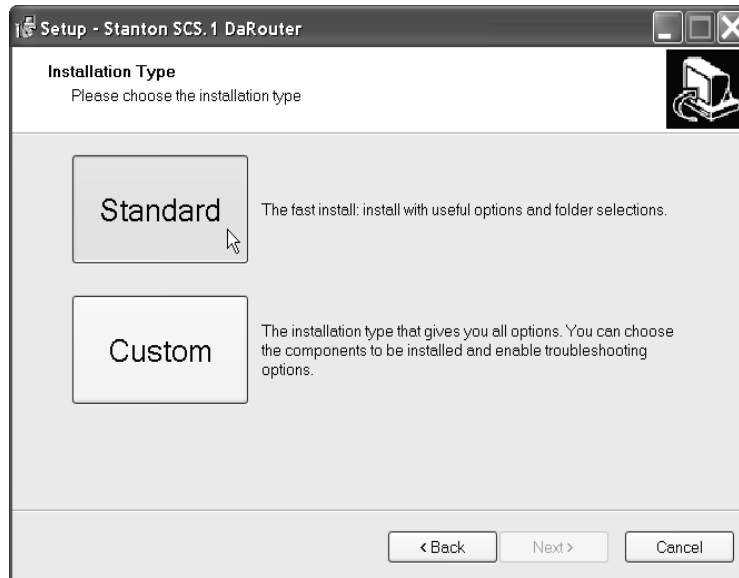 Setup - Stanton SCS.1 DaRouter
Installation Type
Please choose the installation type
Standard
The fast install: install with useful options and folder selections.
Custom
The installation type that gives you all options. You can choose
the components to be installed and enable troubleshooting
options.
< Back
Next >
Cancel